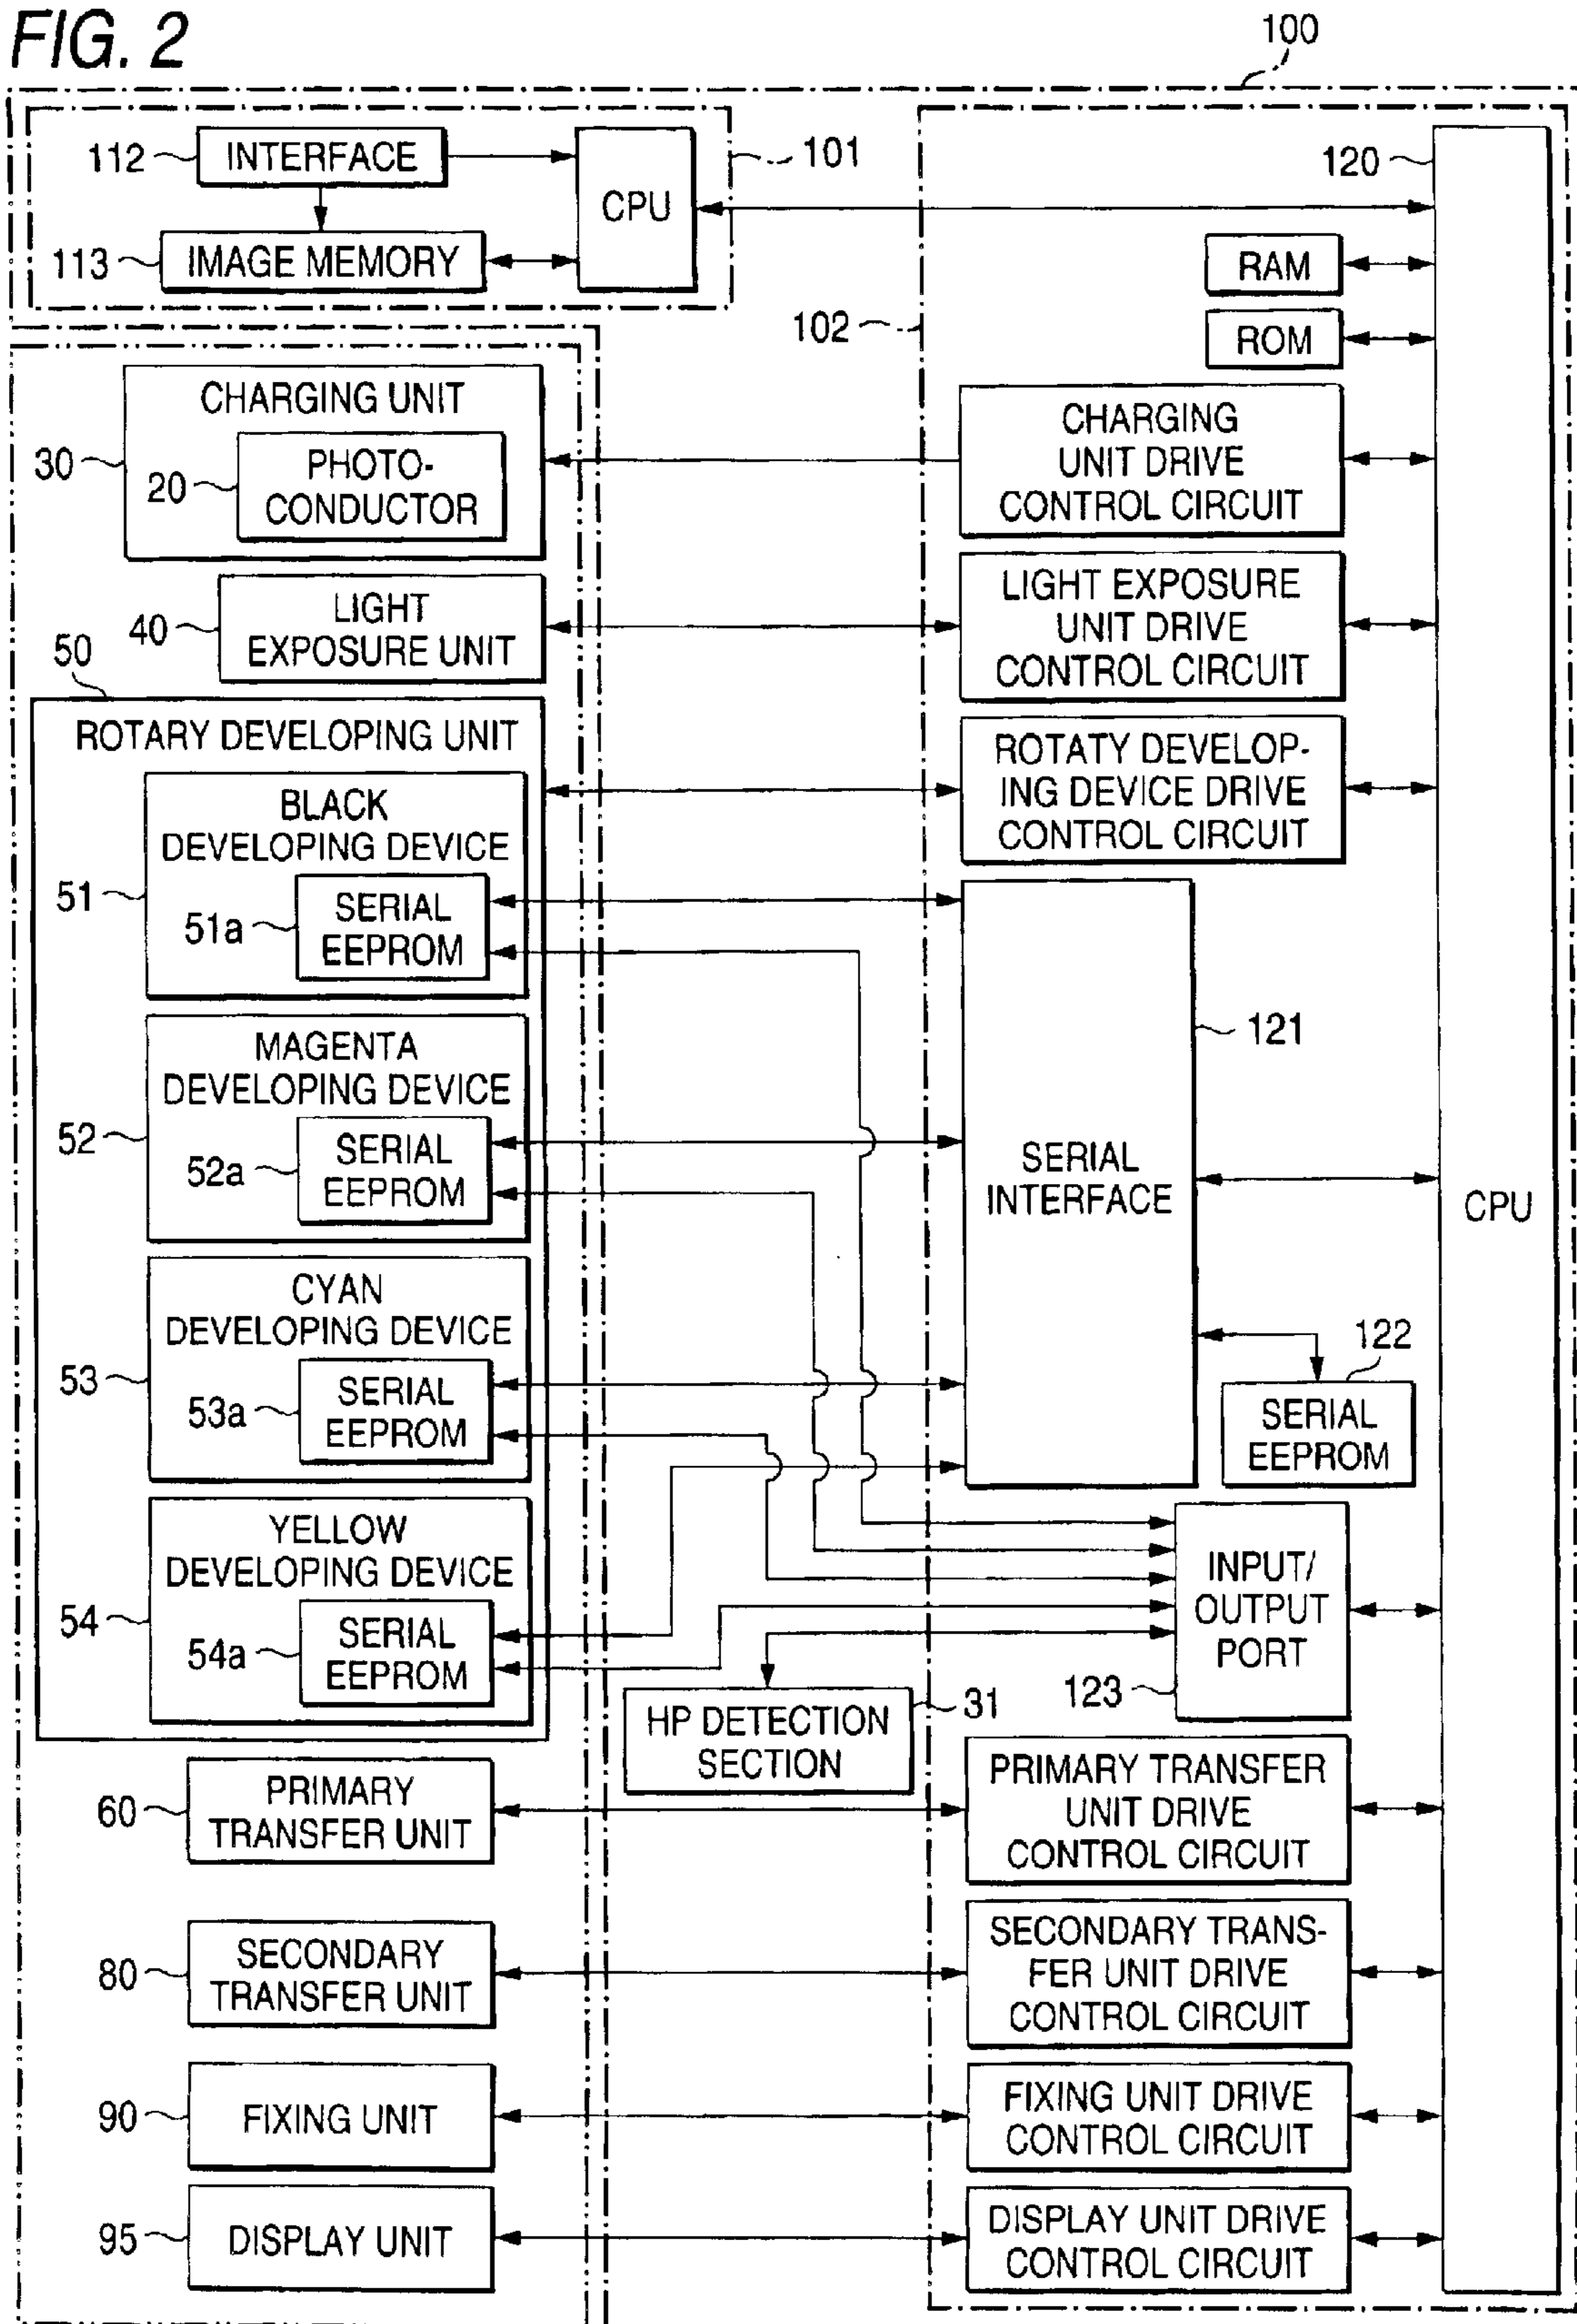 FIG. 2
100
112
INTERFACE
101
CPU
113
IMAGE MEMORY
120
RAM
ROM
102
CHARGING UNIT
30
20
PHOTO-
CONDUCTOR
CHARGING
UNIT DRIVE
CONTROL CIRCUIT
40
LIGHT
EXPOSURE UNIT
LIGHT EXPOSURE
UNIT DRIVE
CONTROL CIRCUIT
50
ROTARY DEVELOPING UNIT
ROTATY DEVELOP-
ING DEVICE DRIVE
CONTROL CIRCUIT
BLACK
DEVELOPING DEVICE
51
51a
SERIAL
EEPROM
121
MAGENTA
DEVELOPING DEVICE
52
52a
SERIAL
EEPROM
SERIAL
INTERFACE
CPU
CYAN
DEVELOPING DEVICE
53
53a
SERIAL
EEPROM
122
SERIAL
EEPROM
YELLOW
DEVELOPING DEVICE
54
54a
SERIAL
EEPROM
INPUT/
OUTPUT
PORT
123
31
HP DETECTION
SECTION
60
PRIMARY
TRANSFER UNIT
PRIMARY TRANSFER
UNIT DRIVE
CONTROL CIRCUIT
80
SECONDARY
TRANSFER UNIT
SECONDARY TRANS-
FER UNIT DRIVE
CONTROL CIRCUIT
90
FIXING UNIT
FIXING UNIT DRIVE
CONTROL CIRCUIT
95
DISPLAY UNIT
DISPLAY UNIT DRIVE
CONTROL CIRCUIT